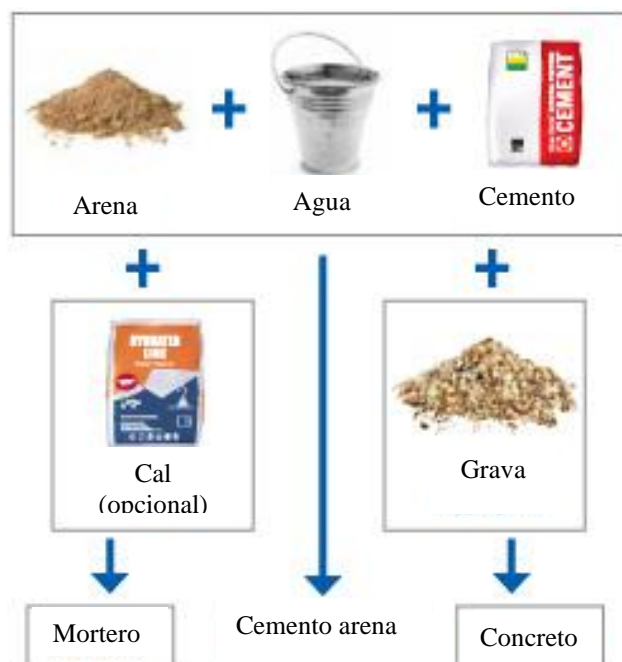 Arena
Agua
Cemento
CEMENT
HYDRATED
LIME
Cal
(opcional)
Grava
Mortero
Cemento arena
Concreto